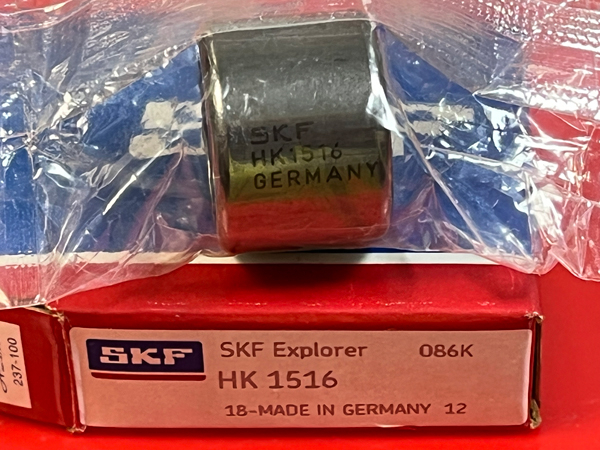 SKF
HK1516
GERMANY
237-100
SKF
SKF Explorer 086K
HK 1516
18-MADE IN GERMANY 12